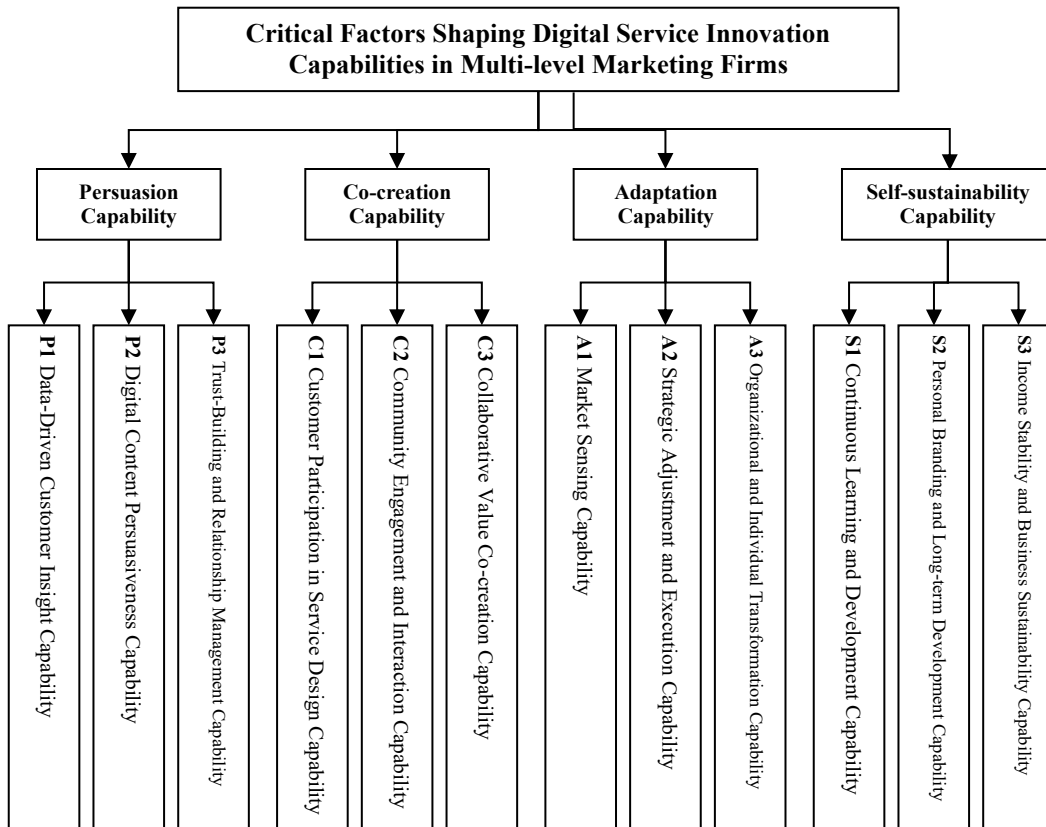 Critical Factors Shaping Digital Service Innovation
Capabilities in Multi-level Marketing Firms
Persuasion
Capability
Co-creation
Capability
Adaptation
Capability
Self-sustainability
Capability
P1 Data-Driven Customer Insight Capability
P2 Digital Content Persuasiveness Capability
P3 Trust-Building and Relationship Management Capability
C1 Customer Participation in Service Design Capability
C2 Community Engagement and Interaction Capability
C3 Collaborative Value Co-creation Capability
A1 Market Sensing Capability
A2 Strategic Adjustment and Execution Capability
A3 Organizational and Individual Transformation Capability
S1 Continuous Learning and Development Capability
S2 Personal Branding and Long-term Development Capability
S3 Income Stability and Business Sustainability Capability